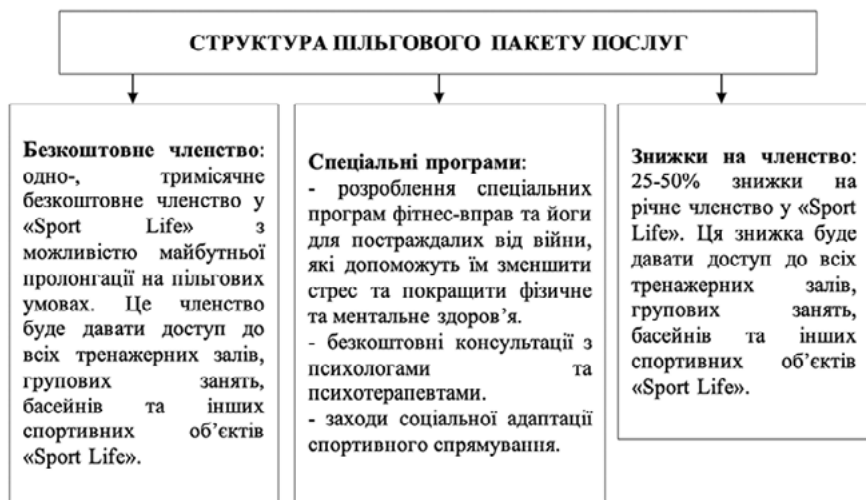 СТРУКТУРА ПІЛЬГОВОГО ПАКЕТУ ПОСЛУГ
Безкоштовне членство:
одно-, тримісячне
безкоштовне членство у
«Sport Life» з
можливістю майбутньої
пролонгації на пільгових
умовах. Це членство
буде давати доступ до
всіх тренажерних залів,
групових занять,
басейнів та інших
спортивних об’єктів
«Sport Life».
Спеціальні програми:
- розроблення спеціальних
програм фітнес-вправ та йоги
для постраждалих від війни,
які допоможуть їм зменшити
стрес та покращити фізичне
та ментальне здоров’я.
- безкоштовні консультації з
психологами та
психотерапевтами.
- заходи соціальної адаптації
спортивного спрямування.
Знижки на членство:
25-50% знижки на
річне членство у «Sport
Life». Ця знижка буде
давати доступ до всіх
тренажерних залів,
групових занять,
басейнів та інших
спортивних об’єктів
«Sport Life».